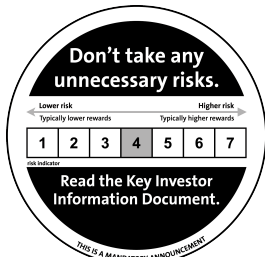 Don't take any
unnecessary risks.
Lower risk Higher risk
Typically lower rewards Typically higher rewards
1 2 3 4 5 6 7
risk indicator
Read the Key Investor
Information Document.
THIS IS A MANDATORY ANNOUNCEMENT